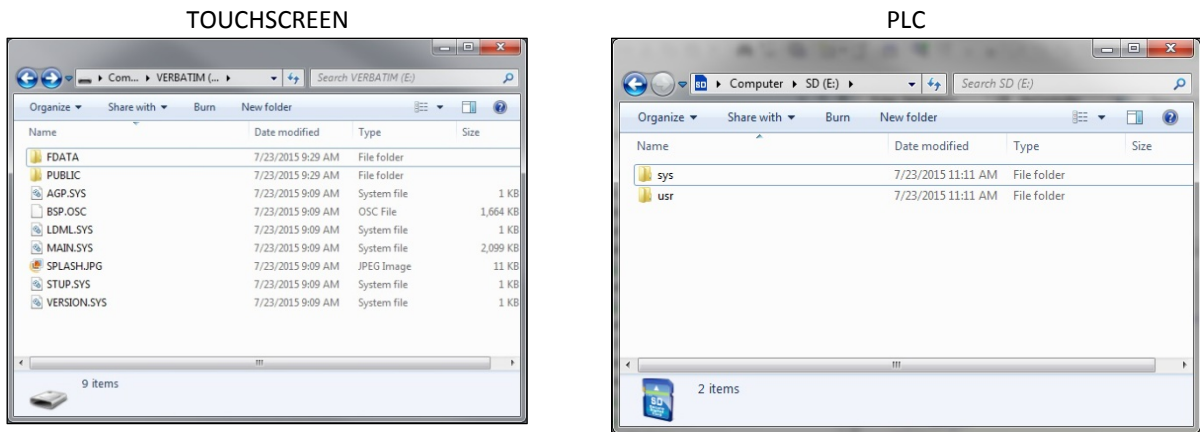 TOUCHSCREEN
Com... VERBATIM (... Search VERBATIM (E:)
Organize Share with Burn New folder
Name Date modified Type Size
FDATA 7/23/2015 9:29 AM File folder
PUBLIC 7/23/2015 9:29 AM File folder
AGP.SYS 7/23/2015 9:09 AM System file 1 KB
BSP.OSC 7/23/2015 9:09 AM OSC File 1,664 KB
LDML.SYS 7/23/2015 9:09 AM System file 1 KB
MAIN.SYS 7/23/2015 9:09 AM System file 2,099 KB
SPLASH.JPG 7/23/2015 9:09 AM JPEG Image 11 KB
STUP.SYS 7/23/2015 9:09 AM System file 1 KB
VERSION.SYS 7/23/2015 9:09 AM System file 1 KB
9 items
PLC
SD Computer SD (E:) Search SD (E:)
Organize Share with Burn New folder
Name Date modified Type Size
sys 7/23/2015 11:11 AM File folder
usr 7/23/2015 11:11 AM File folder
SD
2 items